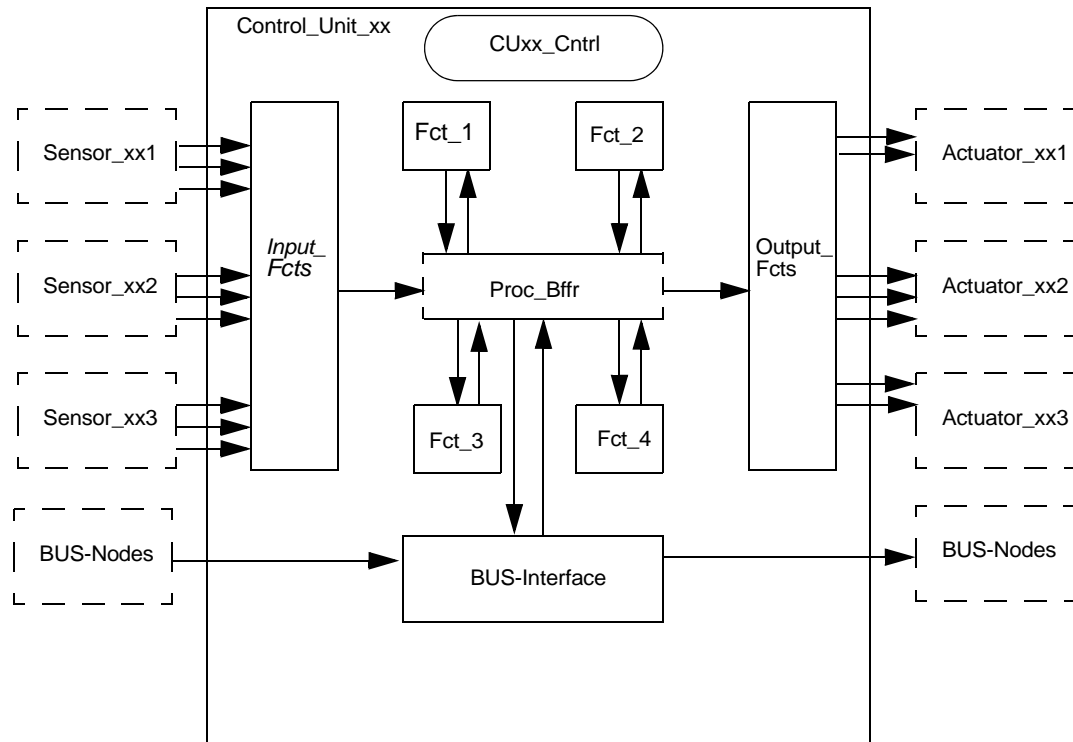 Control_Unit_xx
CUxx_Cntrl
Sensor_xx1
Fct_1
Fct_2
Actuator_xx1
Input_
Fcts
Output_
Fcts
Sensor_xx2
Proc_Bffr
Actuator_xx2
Sensor_xx3
Fct_3
Fct_4
Actuator_xx3
BUS-Nodes
BUS-Interface
BUS-Nodes